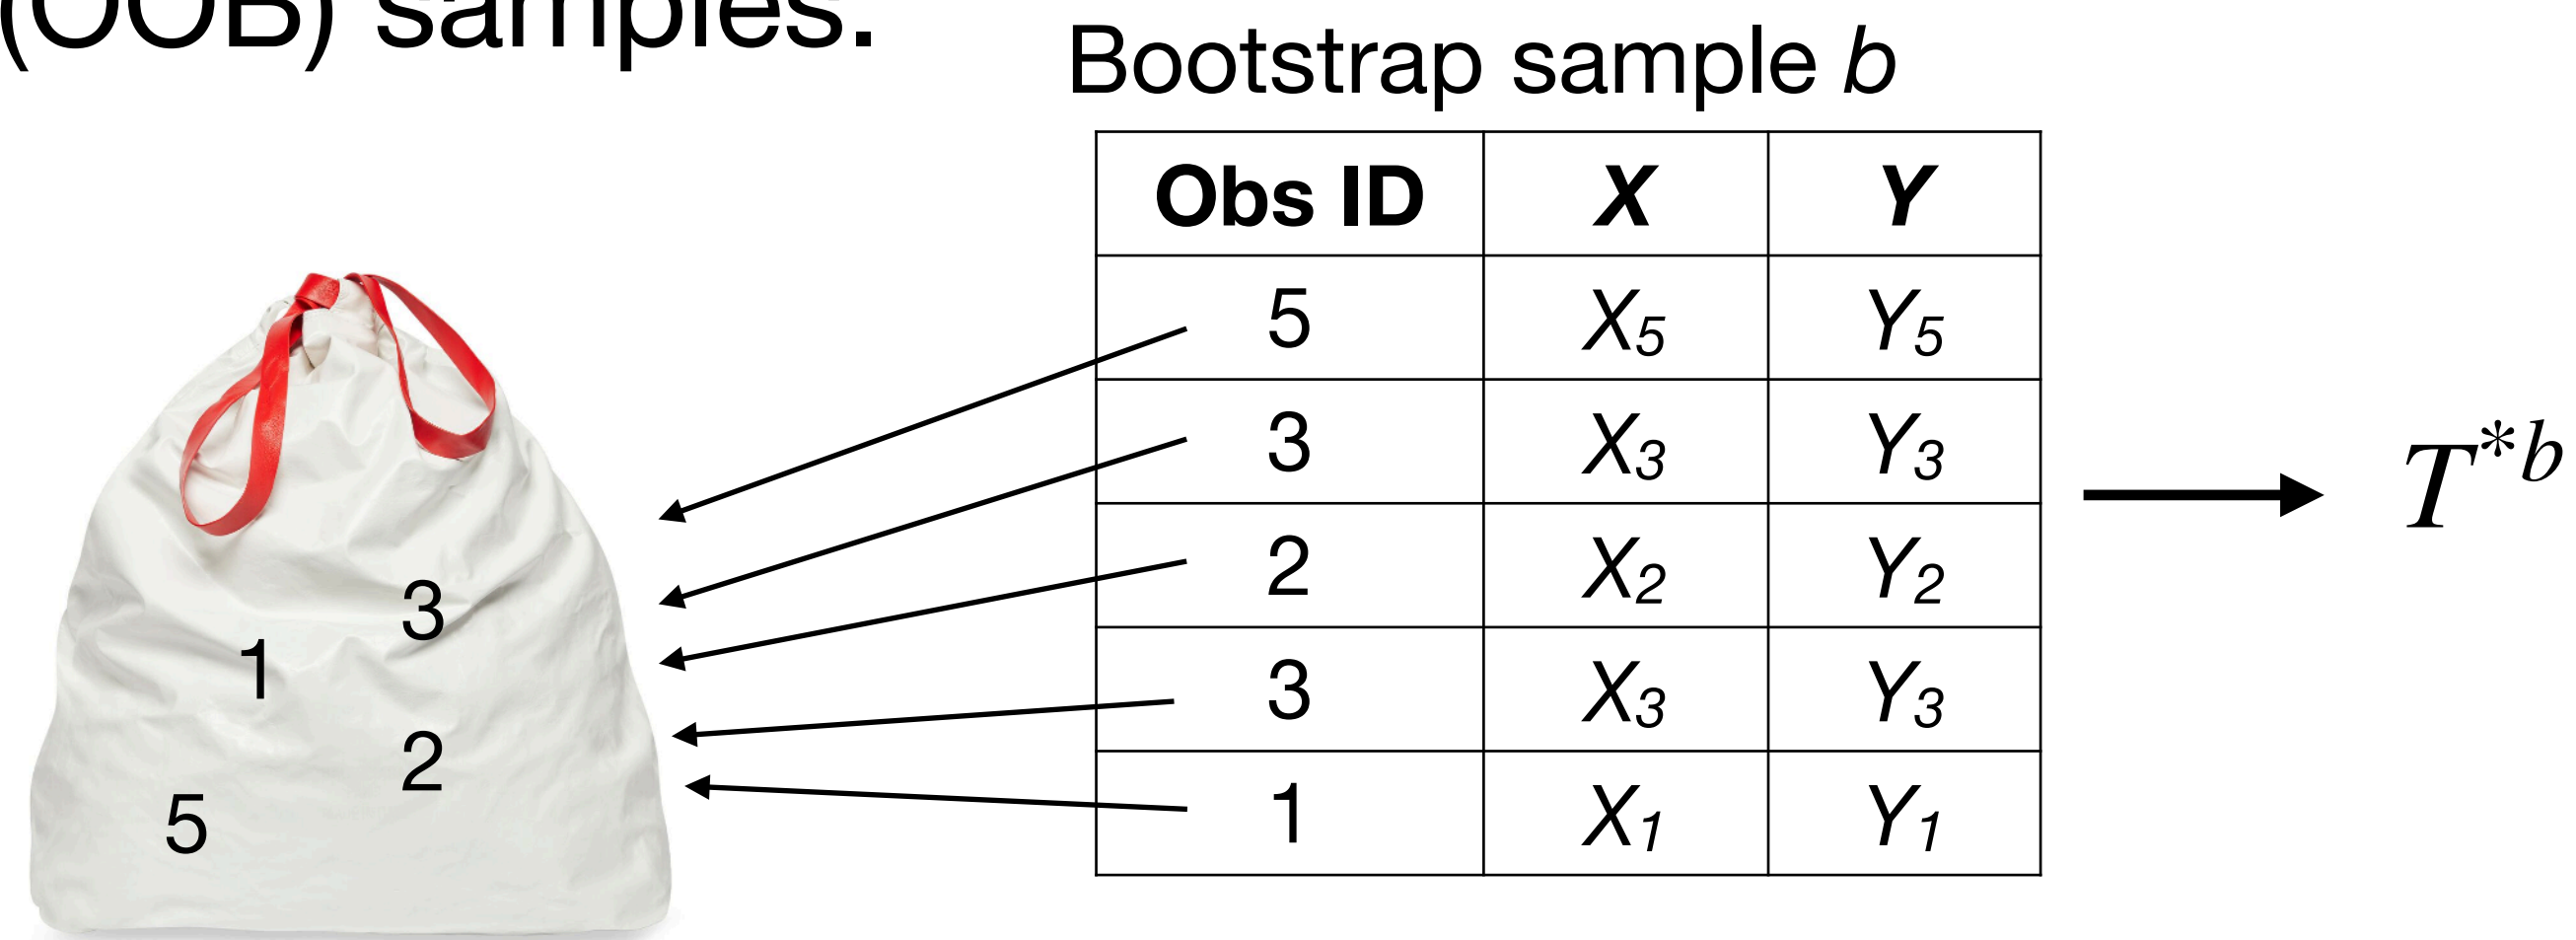 (OOB) samples.
Bootstrap sample b
Obs ID X Y
5 X5 Y5
3 X3 Y3
2 X2 Y2
3 X3 Y3
1 X1 Y1
T*b
3
1
2
5